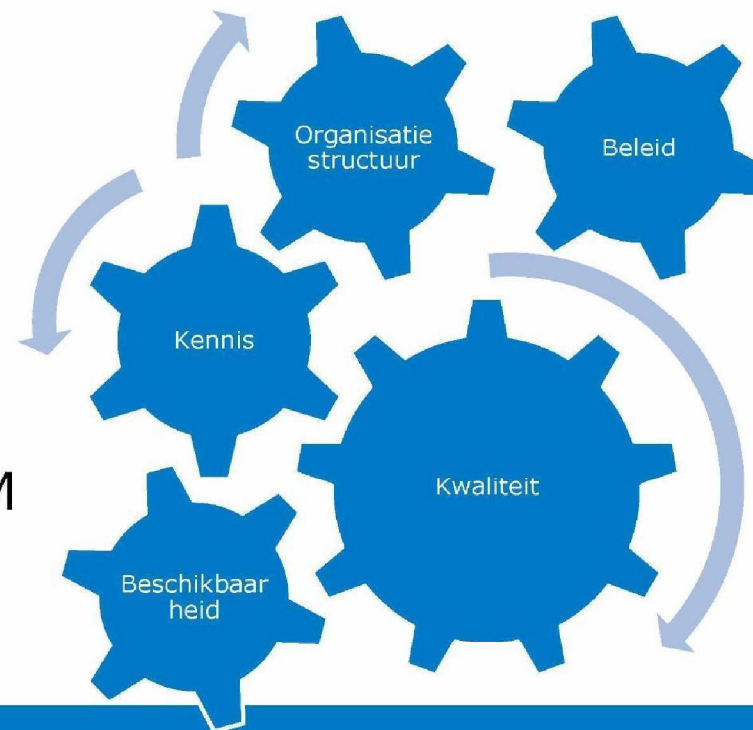 Organisatie
structuur
Beleid
Kennis
Kwaliteit
M
Beschikbaar
heid